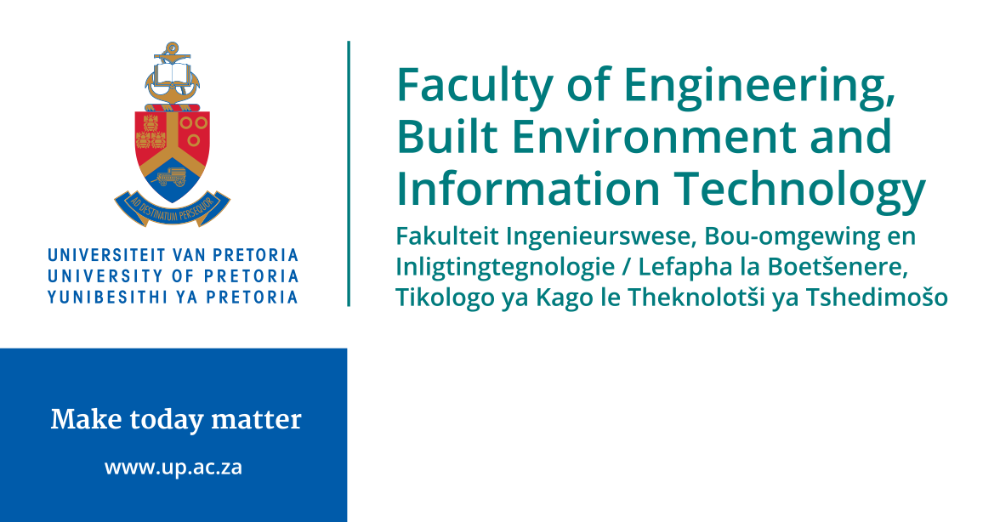 AD DESTINATUM PERSEQUOR
UNIVERSITEIT VAN PRETORIA
UNIVERSITY OF PRETORIA
YUNIBESITHI YA PRETORIA
Faculty of Engineering,
Built Environment and
Information Technology
Fakulteit Ingenieurswese, Bou-omgewing en
Inligtingtegnologie / Lefapha la Boetšenere,
Tikologo ya Kago le Theknolotši ya Tshedimošo
Make today matter
www.up.ac.za